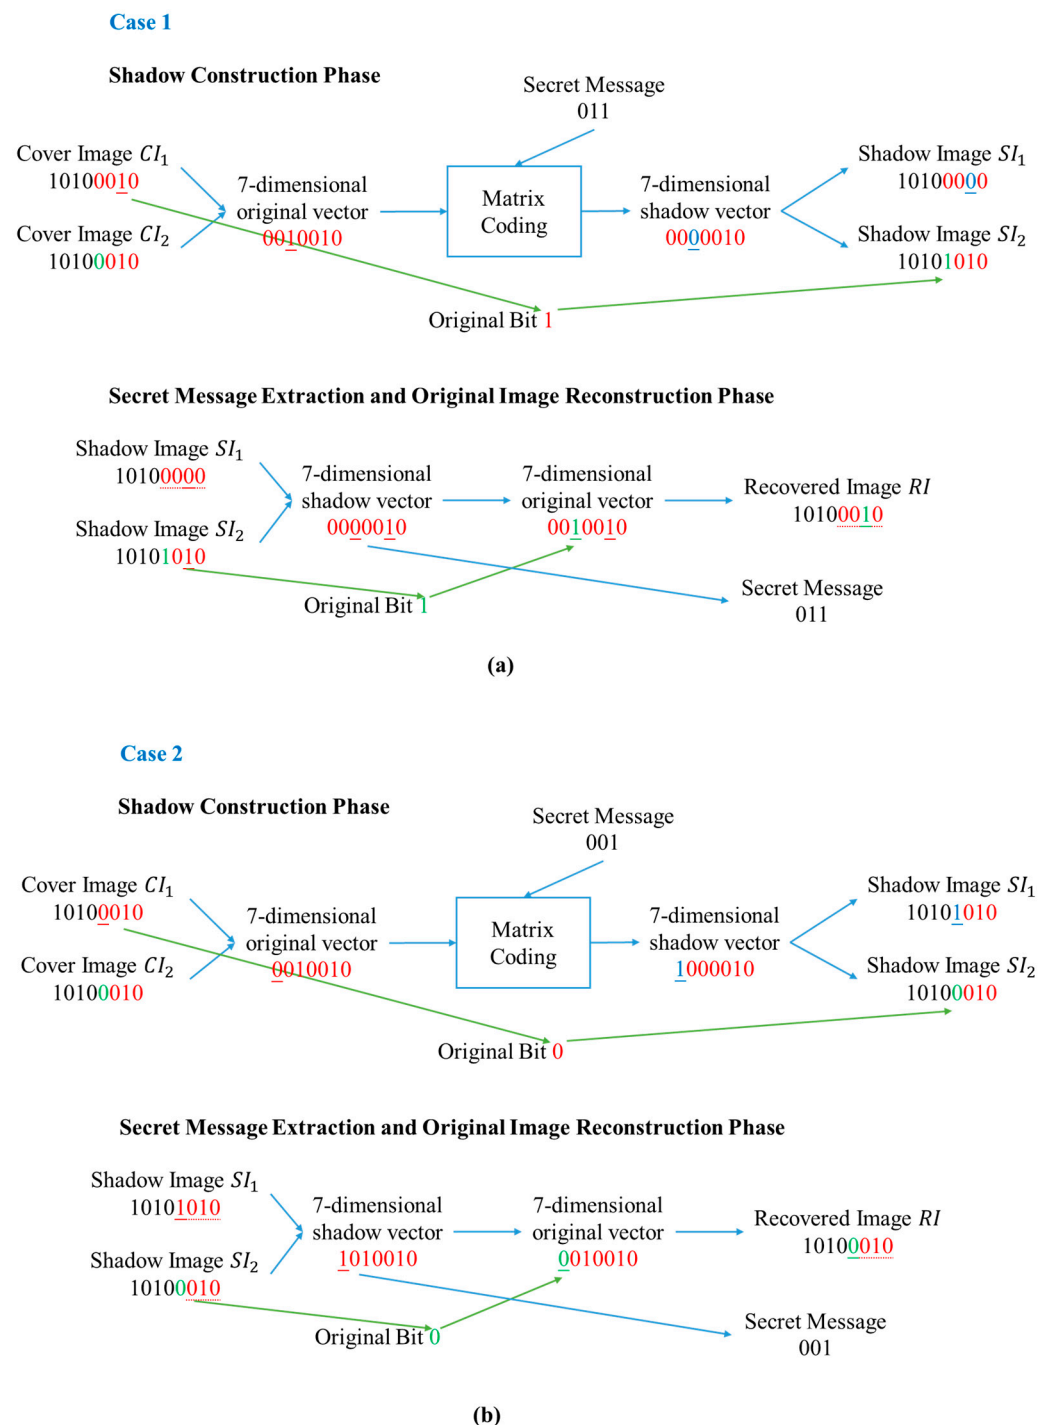 Case 1
Shadow Construction Phase
Secret Message
011
Cover Image CI₁
10100010
Cover Image CI₂
10100010
7-dimensional
original vector
0010010
Matrix
Coding
7-dimensional
shadow vector
0000010
Shadow Image SI₁
10100000
Shadow Image SI₂
10101010
Original Bit 1
Secret Message Extraction and Original Image Reconstruction Phase
Shadow Image SI₁
10100000
Shadow Image SI₂
10101010
7-dimensional
shadow vector
0000010
7-dimensional
original vector
0010010
Recovered Image RI
10100010
Original Bit 1
Secret Message
011
(a)
Case 2
Shadow Construction Phase
Secret Message
001
Cover Image CI₁
10100010
Cover Image CI₂
10100010
7-dimensional
original vector
0010010
Matrix
Coding
7-dimensional
shadow vector
1000010
Shadow Image SI₁
10101010
Shadow Image SI₂
10100010
Original Bit 0
Secret Message Extraction and Original Image Reconstruction Phase
Shadow Image SI₁
10101010
Shadow Image SI₂
10100010
7-dimensional
shadow vector
1010010
7-dimensional
original vector
0010010
Recovered Image RI
10100010
Original Bit 0
Secret Message
001
(b)